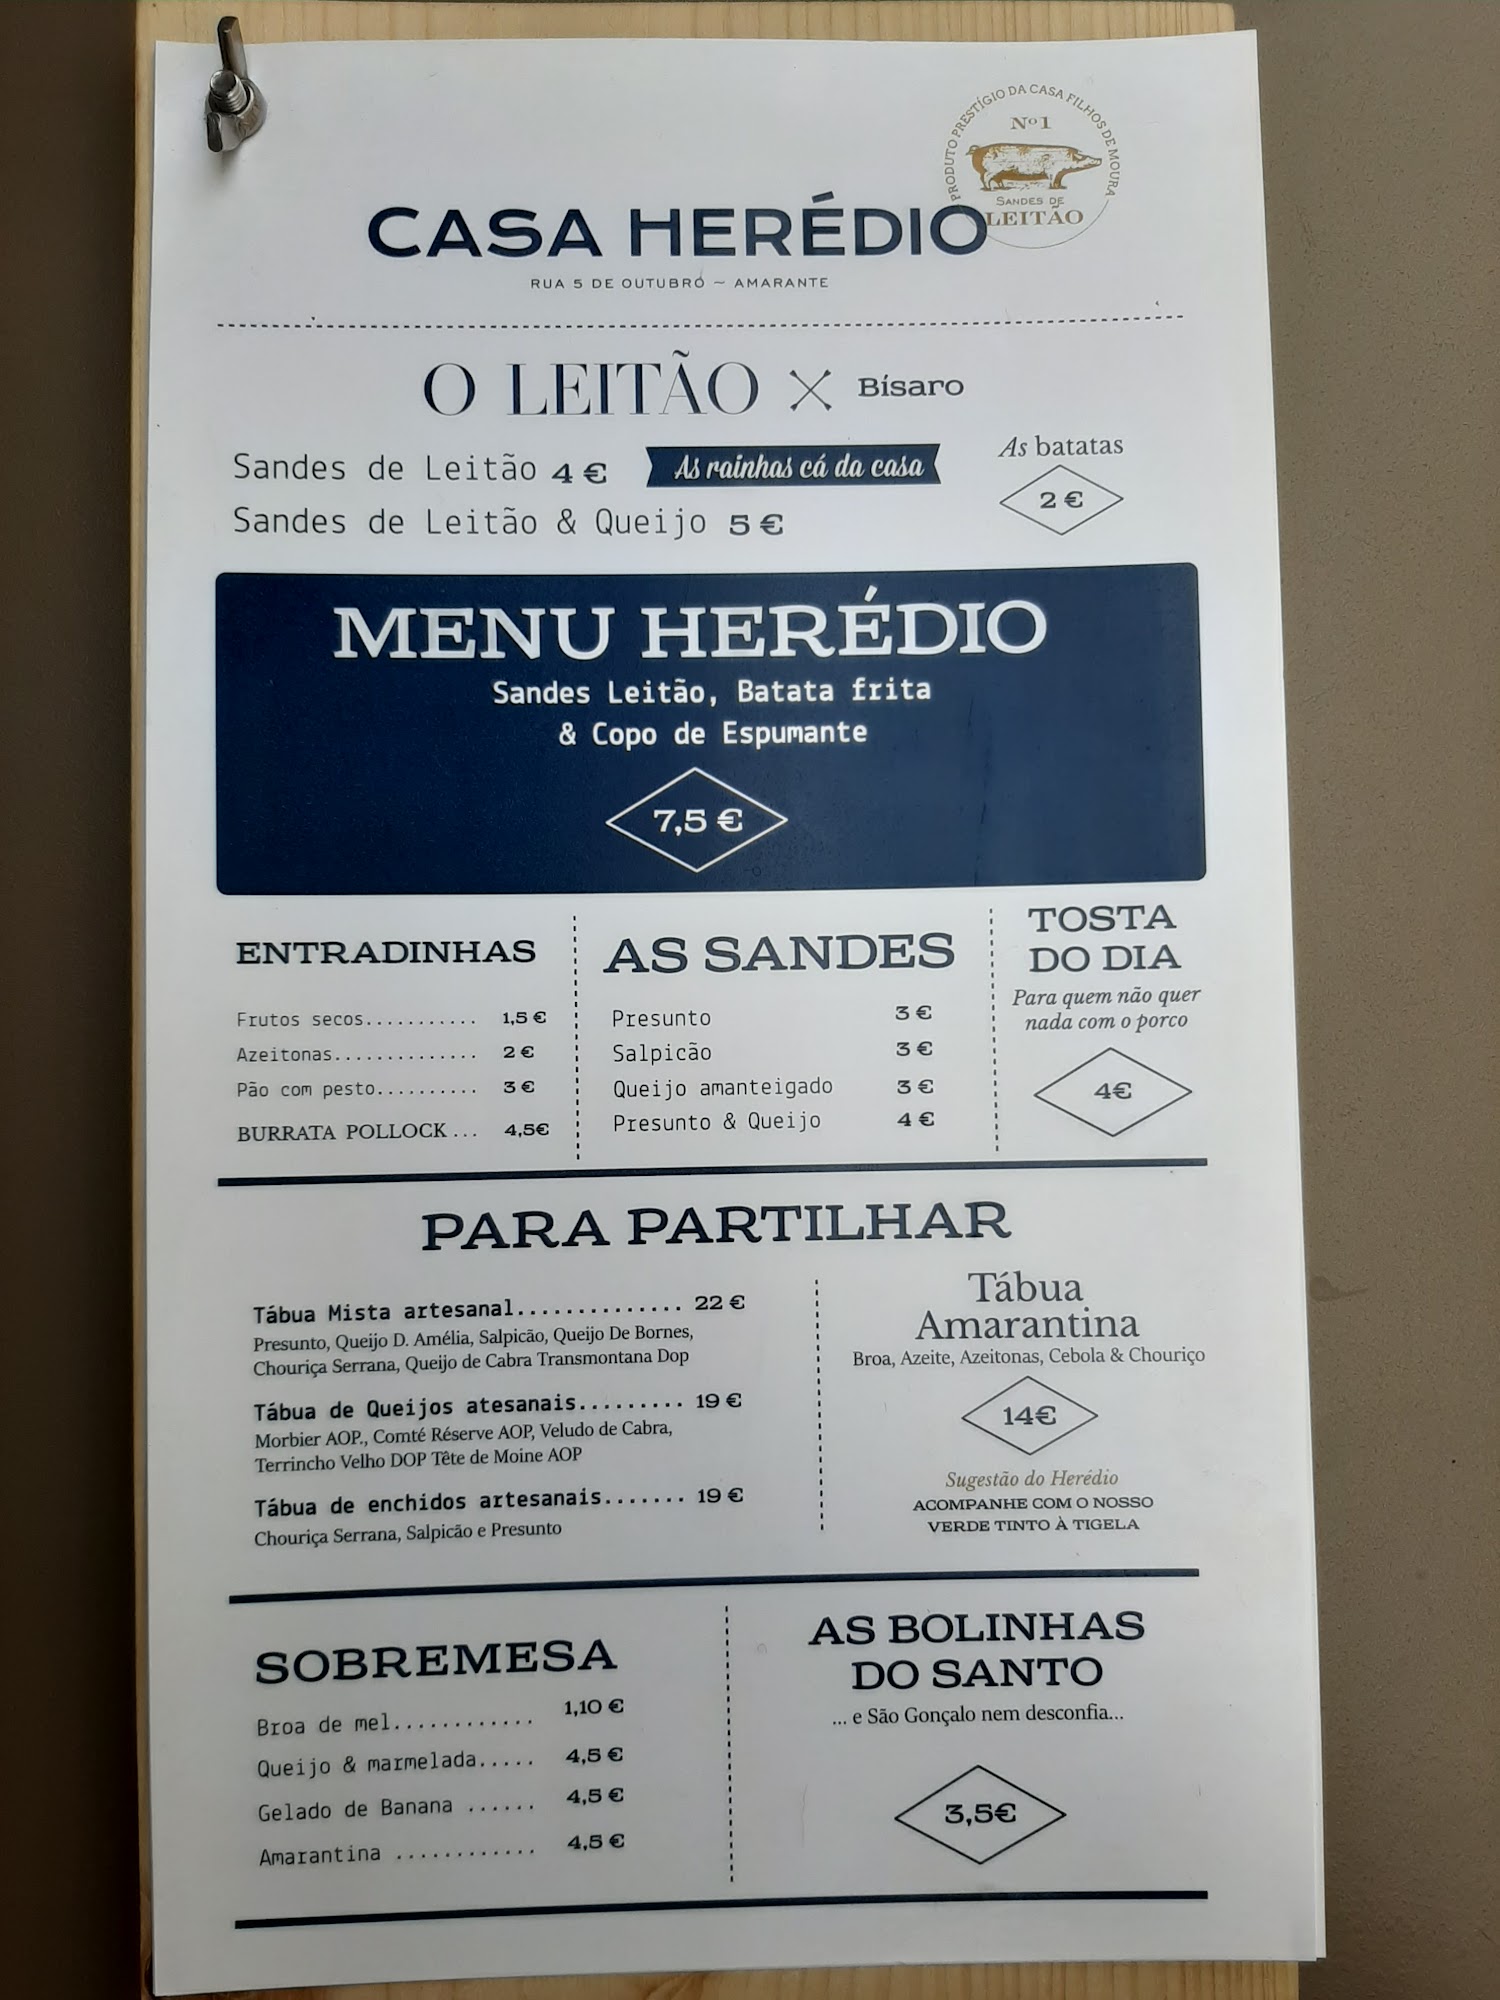 PRODUTO PRESTÍGIO DA CASA FILHOS DE MOURA
Nº1
SANDES DE
LEITÃO
CASA HERÉDIO
RUA 5 DE OUTUBRO ~ AMARANTE
O LEITÃO Bísaro
Sandes de Leitão 4 € As rainhas cá da casa
Sandes de Leitão & Queijo 5 €
As batatas
2 €
MENU HERÉDIO
Sandes Leitão, Batata frita
& Copo de Espumante
7,5 €
ENTRADINHAS
Frutos secos........... 1,5 €
Azeitonas.............. 2 €
Pão com pesto.......... 3 €
BURRATA POLLOCK ... 4,5€
AS SANDES
Presunto 3 €
Salpicão 3 €
Queijo amanteigado 3 €
Presunto & Queijo 4 €
TOSTA
DO DIA
Para quem não quer
nada com o porco
4€
PARA PARTILHAR
Tábua Mista artesanal.............. 22 €
Presunto, Queijo D. Amélia, Salpicão, Queijo De Bornes,
Chouriça Serrana, Queijo de Cabra Transmontana Dop
Tábua de Queijos atesanais......... 19 €
Morbier AOP., Comté Réserve AOP, Veludo de Cabra,
Terrincho Velho DOP Tête de Moine AOP
Tábua de enchidos artesanais....... 19 €
Chouriça Serrana, Salpicão e Presunto
Tábua
Amarantina
Broa, Azeite, Azeitonas, Cebola & Chouriço
14€
Sugestão do Herédio
ACOMPANHE COM O NOSSO
VERDE TINTO À TIGELA
SOBREMESA
Broa de mel............ 1,10 €
Queijo & marmelada..... 4,5 €
Gelado de Banana ...... 4,5 €
Amarantina ............ 4,5 €
AS BOLINHAS
DO SANTO
... e São Gonçalo nem desconfia...
3,5€